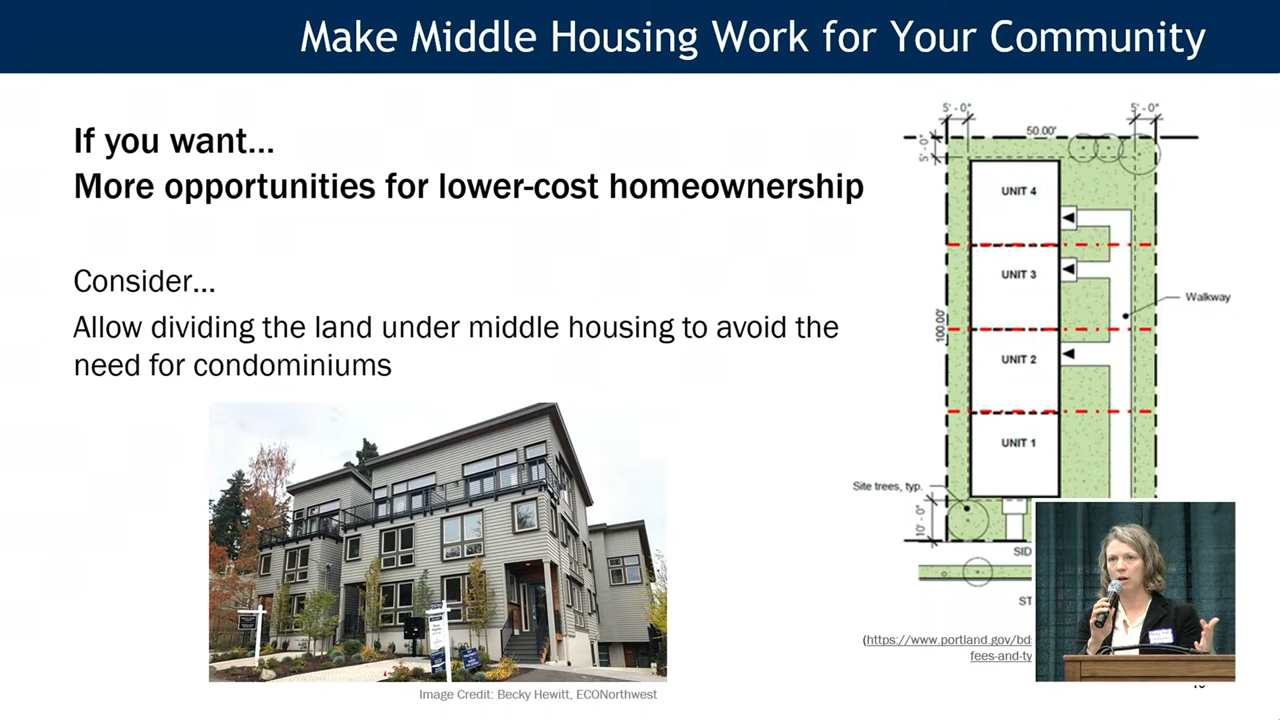 Make Middle Housing Work for Your Community
If you want...
More opportunities for lower-cost homeownership
Consider...
Allow dividing the land under middle housing to avoid the
need for condominiums
Image Credit: Becky Hewitt, ECONorthwest
5' - 0"
5' - 0"
50.00'
5' - 0"
UNIT 4
UNIT 3
Walkway
100.00'
UNIT 2
UNIT 1
Site trees, typ.
10' - 0"
SID
ST
(https://www.portland.gov/bd
fees-and-ty